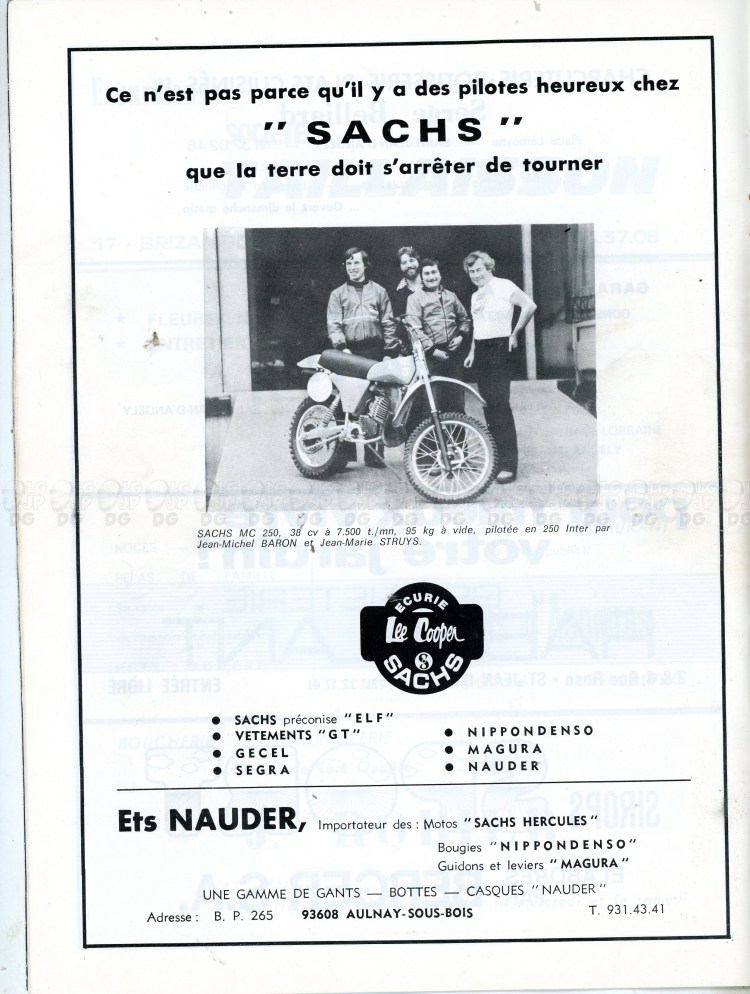 Ce n'est pas parce qu'il y a des pilotes heureux chez
" SACHS "
que la terre doit s'arrêter de tourner
SACHS MC 250, 38 cv à 7.500 t./mn, 95 kg à vide, pilotée en 250 Inter par
Jean-Michel BARON et Jean-Marie STRUYS.
ECURIE
Lee Cooper
S
SACHS
● SACHS préconise "ELF"
● VETEMENTS "GT"
● GECEL
● SEGRA
● NIPPONDENSO
● MAGURA
● NAUDER
Ets NAUDER, Importateur des : Motos "SACHS HERCULES"
Bougies "NIPPONDENSO"
Guidons et leviers "MAGURA"
UNE GAMME DE GANTS — BOTTES — CASQUES "NAUDER"
Adresse : B. P. 265 93608 AULNAY-SOUS-BOIS T. 931.43.41